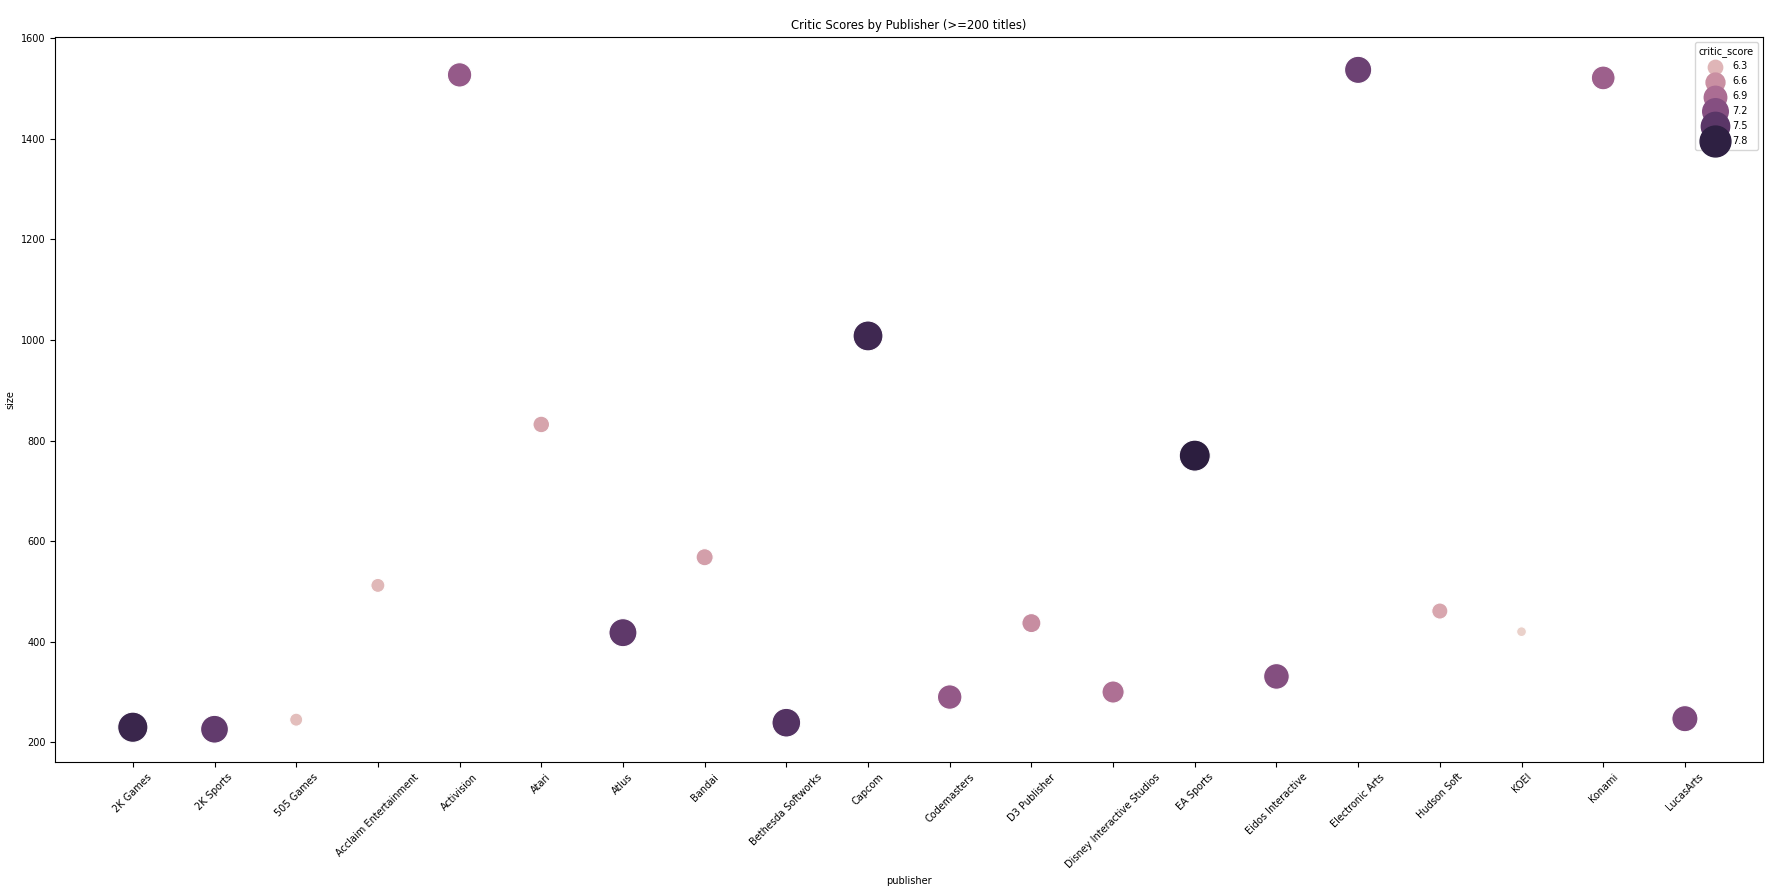 Critic Scores by Publisher (>=200 titles)
critic_score
6.3
6.6
6.9
7.2
7.5
7.8
size
1600
1400
1200
1000
800
600
400
200
2K Games
2K Sports
505 Games
Acclaim Entertainment
Activision
Atari
Atlus
Bandai
Bethesda Softworks
Capcom
Codemasters
D3 Publisher
Disney Interactive Studios
EA Sports
Eidos Interactive
Electronic Arts
Hudson Soft
KOEI
Konami
LucasArts
publisher